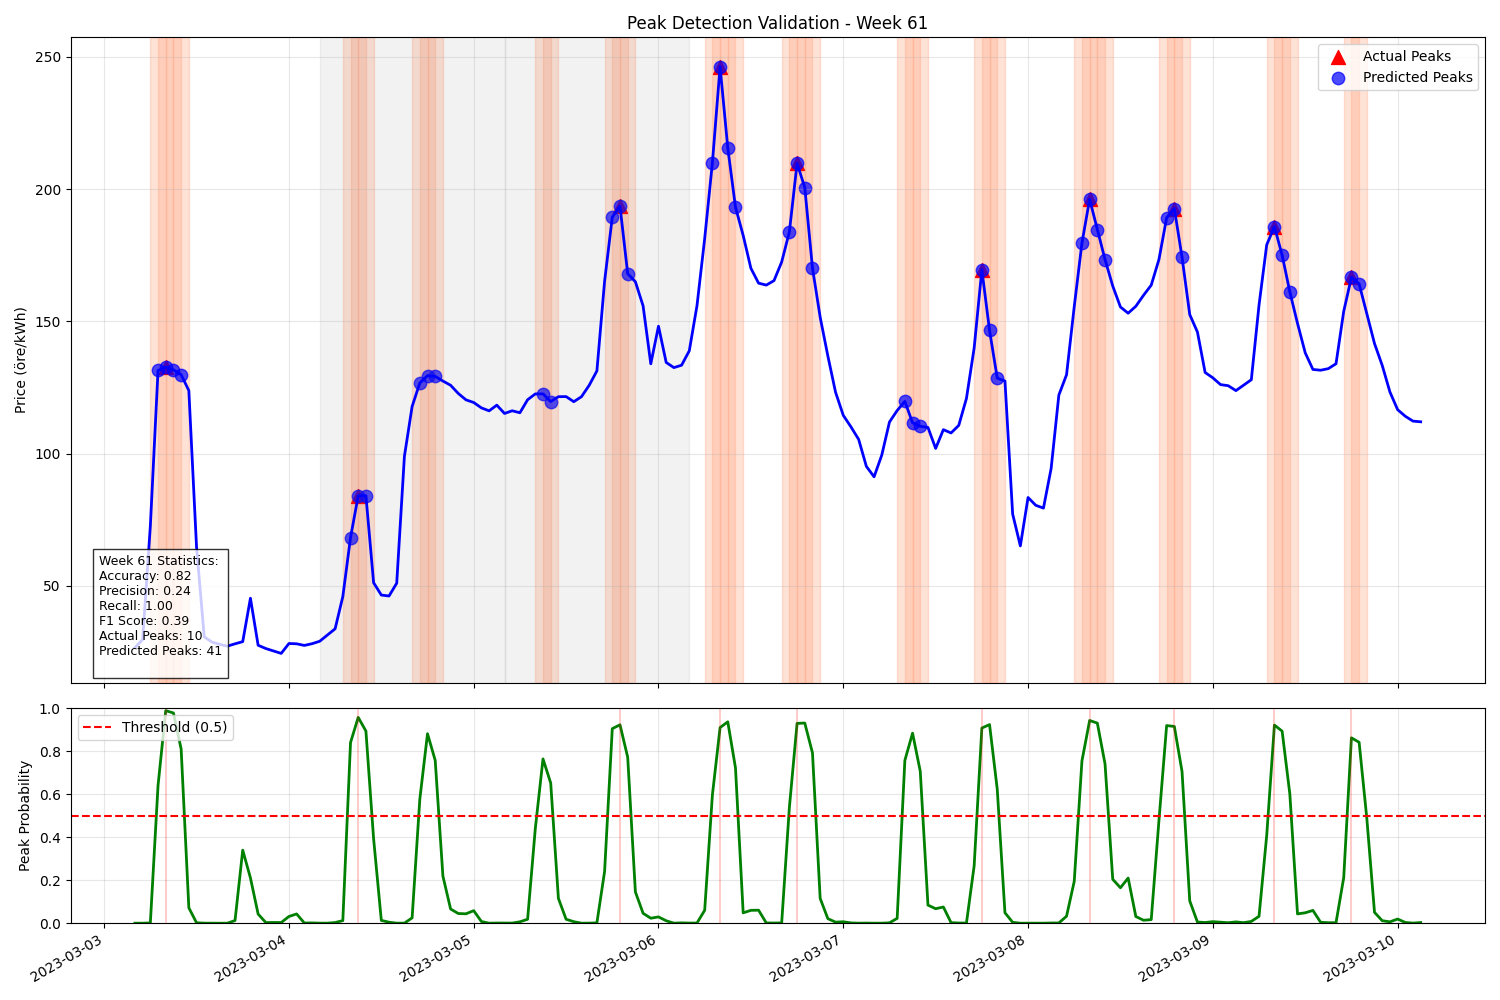 Peak Detection Validation - Week 61
Actual Peaks
Predicted Peaks
Price (öre/kWh)
250
200
150
100
50
Week 61 Statistics:
Accuracy: 0.82
Precision: 0.24
Recall: 1.00
F1 Score: 0.39
Actual Peaks: 10
Predicted Peaks: 41
Peak Probability
1.0
0.8
0.6
0.4
0.2
0.0
Threshold (0.5)
2023-03-03
2023-03-04
2023-03-05
2023-03-06
2023-03-07
2023-03-08
2023-03-09
2023-03-10